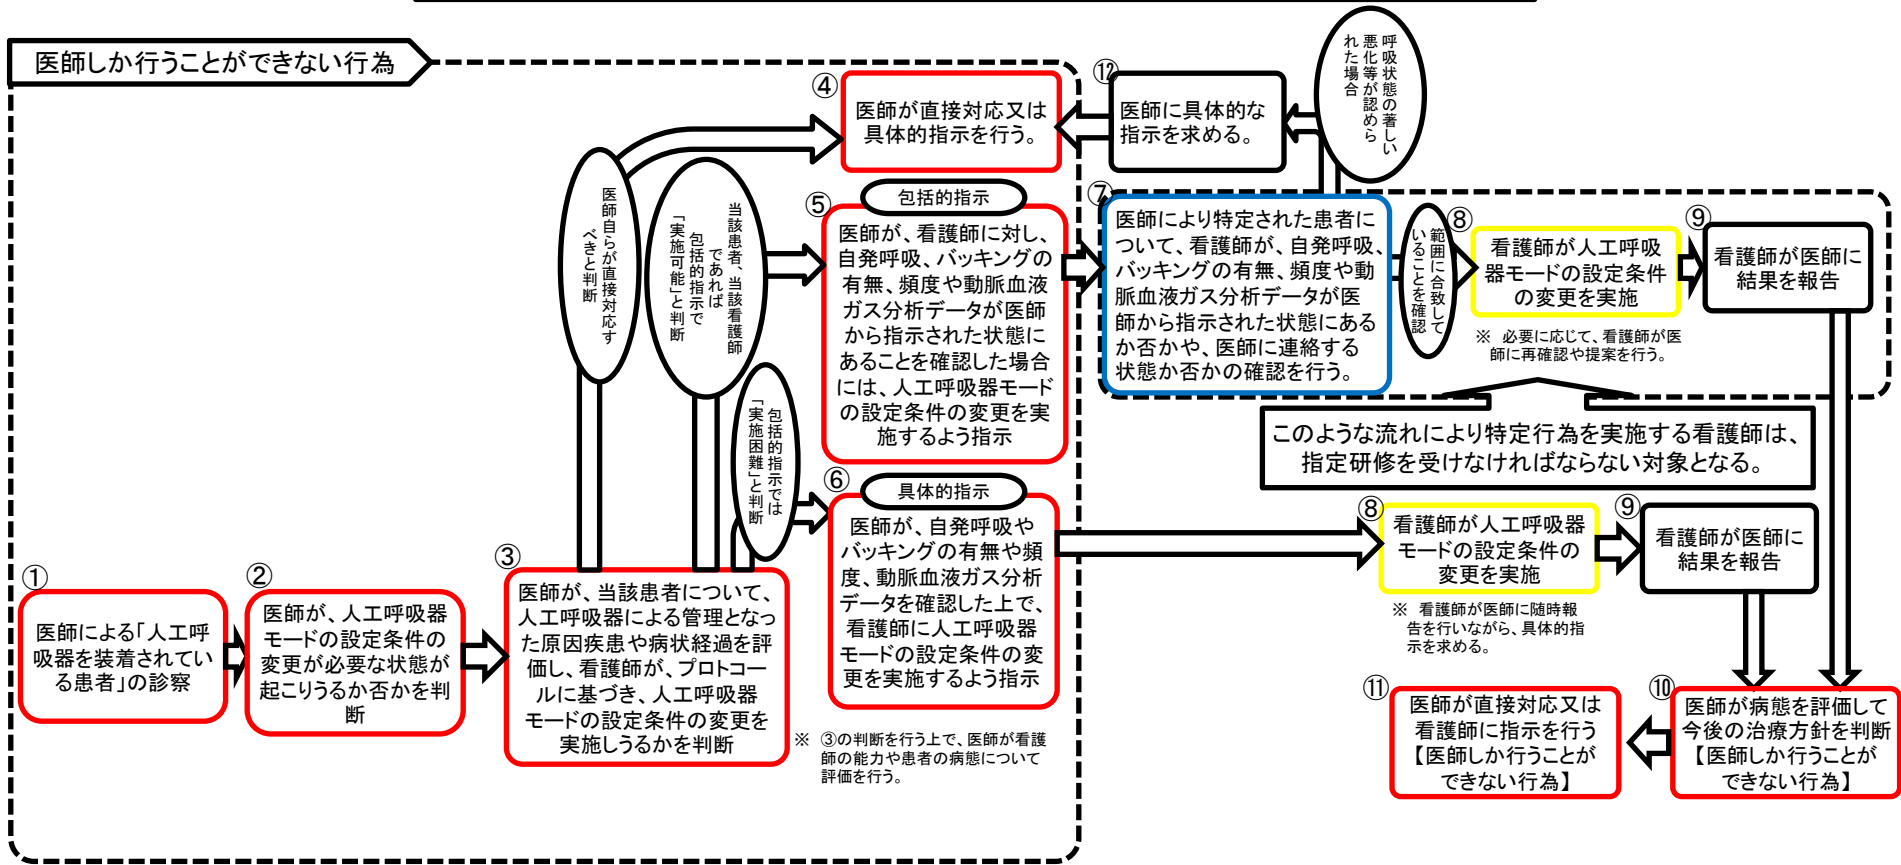 医師しか行うことができない行為
①
医師による「人工呼
吸器を装着されてい
る患者」の診察
②
医師が、人工呼吸器
モードの設定条件の
変更が必要な状態が
起こりうるか否かを判
断
③
医師が、当該患者について、
人工呼吸器による管理となっ
た原因疾患や病状経過を評
価し、看護師が、プロトコー
ルに基づき、人工呼吸器
モードの設定条件の変更を
実施しうるかを判断
※ ③の判断を行う上で、医師が看護
師の能力や患者の病態について
評価を行う。
医師自らが直接対応す
べきと判断
当該患者、当該看護師
であれば
包括的指示で
「実施可能」と判断
包括的指示では
「実施困難」と判断
④
医師が直接対応又は
具体的指示を行う。
⑤
包括的指示
医師が、看護師に対し、
自発呼吸、バッキングの
有無、頻度や動脈血液
ガス分析データが医師
から指示された状態に
あることを確認した場合
には、人工呼吸器モード
の設定条件の変更を実
施するよう指示
⑥
具体的指示
医師が、自発呼吸や
バッキングの有無や頻
度、動脈血液ガス分析
データを確認した上で、
看護師に人工呼吸器
モードの設定条件の変
更を実施するよう指示
⑫
医師に具体的な
指示を求める。
呼吸状態の著しい
悪化等が認めら
れた場合
⑦
医師により特定された患者に
ついて、看護師が、自発呼吸、
バッキングの有無、頻度や動
脈血液ガス分析データが医
師から指示された状態にある
か否かや、医師に連絡する
状態か否かの確認を行う。
範囲に合致して
いることを確認
⑧
看護師が人工呼吸
器モードの設定条件
の変更を実施
※ 必要に応じて、看護師が医
師に再確認や提案を行う。
⑨
看護師が医師に
結果を報告
このような流れにより特定行為を実施する看護師は、
指定研修を受けなければならない対象となる。
⑧
看護師が人工呼吸器
モードの設定条件の
変更を実施
※ 看護師が医師に随時報
告を行いながら、具体的指
示を求める。
⑨
看護師が医師に
結果を報告
⑩
医師が病態を評価して
今後の治療方針を判断
【医師しか行うことが
できない行為】
⑪
医師が直接対応又は
看護師に指示を行う
【医師しか行うことが
できない行為】